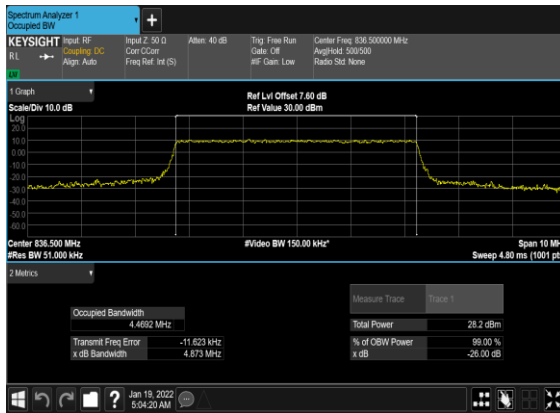 Spectrum Analyzer 1
Occupied BW
KEYSIGHT
RL
Input: RF
Coupling: DC
Align: Auto
Input Z: 50 Ω
Corr CCorr
Freq Ref: Int (S)
Atten: 40 dB
Trig: Free Run
Gate: Off
#IF Gain: Low
Center Freq: 836.500000 MHz
Avg|Hold: 500/500
Radio Std: None
1 Graph
Scale/Div 10.0 dB
Ref Lvl Offset 7.60 dB
Ref Value 30.00 dBm
Log
20.0
10.0
0.00
-10.0
-20.0
-30.0
-40.0
-50.0
-60.0
Center 836.500 MHz
#Res BW 51.000 kHz
#Video BW 150.00 kHz*
Span 10 MH
Sweep 4.80 ms (1001 pt
2 Metrics
Occupied Bandwidth
4.4692 MHz
Transmit Freq Error -11.623 kHz
x dB Bandwidth 4.873 MHz
Measure Trace Trace 1
Total Power 28.2 dBm
% of OBW Power 99.00 %
x dB -26.00 dB
?
Jan 19, 2022
5:04:20 AM